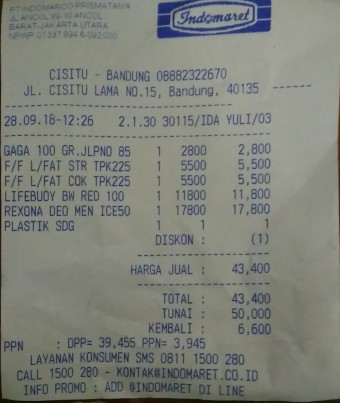 PT INDOMARCO PRISMATAMA
JL ANCOL VIII-10 ANCOL
BARAT-JAKARTA UTARA
NPWP 01.337.994.6-092.000
Indomaret
CISITU - BANDUNG 08882322670
JL. CISITU LAMA NO.15, Bandung, 40135
28.09.18-12:26 2.1.30 30115/IDA YULI/03
GAGA 100 GR.JLPNO 85 1 2800 2,800
F/F L/FAT STR TPK225 1 5500 5,500
F/F L/FAT COK TPK225 1 5500 5,500
LIFEBUOY BW RED 100 1 11800 11,800
REXONA DEO MEN ICE50 1 17800 17,800
PLASTIK SDG 1 1 1
DISKON : (1)
HARGA JUAL : 43,400
TOTAL : 43,400
TUNAI : 50,000
KEMBALI : 6,600
PPN : DPP= 39,455 PPN= 3,945
LAYANAN KONSUMEN SMS 0811 1500 280
CALL 1500 280 - KONTAK@INDOMARET.CO.ID
INFO PROMO : ADD @INDOMARET DI LINE